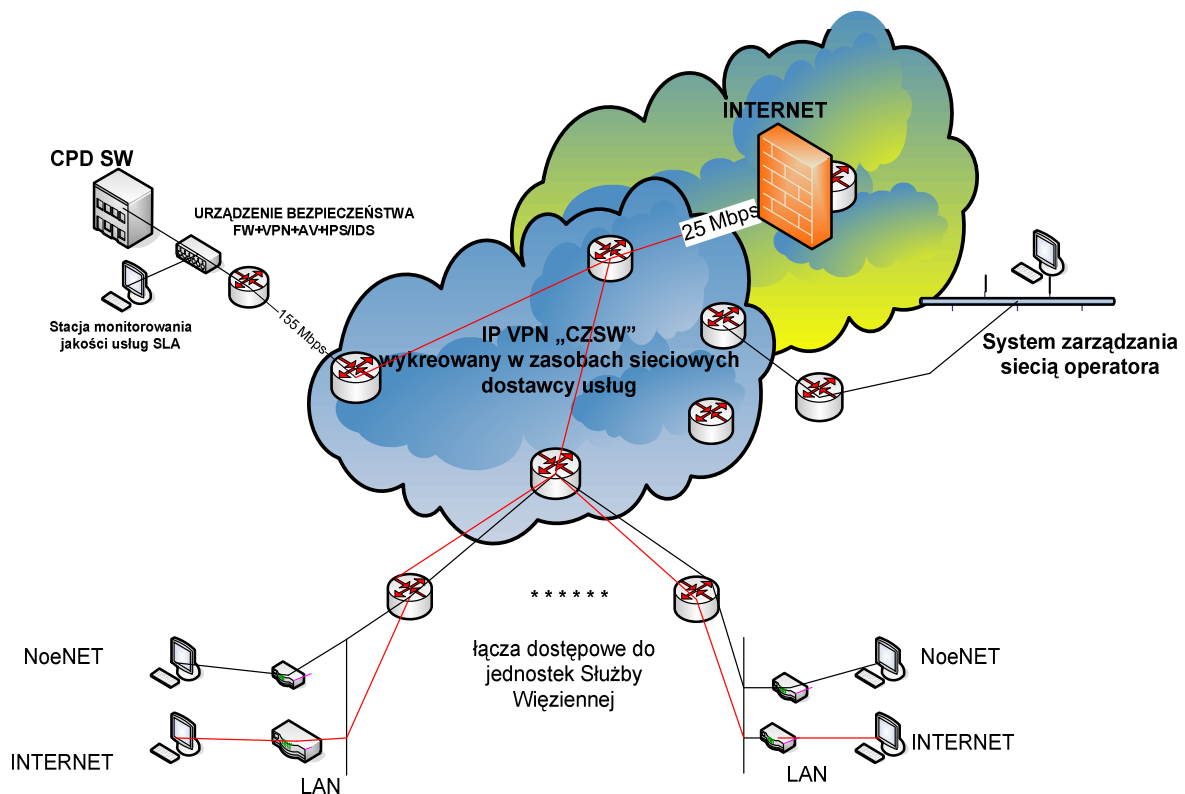 INTERNET
CPD SW
URZĄDZENIE BEZPIECZEŃSTWA
FW+VPN+AV+IPS/IDS
25 Mbps
155 Mbps
Stacja monitorowania
jakości usług SLA
IP VPN „CZSW”
wykreowany w zasobach sieciowych
dostawcy usług
System zarządzania
siecią operatora
* * * * * *
łącza dostępowe do
jednostek Służby
Więziennej
NoeNET
NoeNET
INTERNET
INTERNET
LAN
LAN